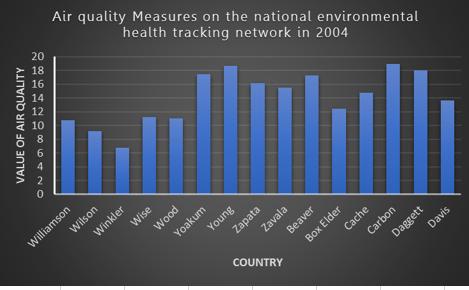 Air quality Measures on the national environmental
health tracking network in 2004
VALUE OF AIR QUALITY
20
18
16
14
12
10
8
6
4
2
0
Williamson
Wilson
Winkler
Wise
Wood
Yoakum
Young
Zapata
Zavala
Beaver
Box Elder
Cache
Carbon
Daggett
Davis
COUNTRY